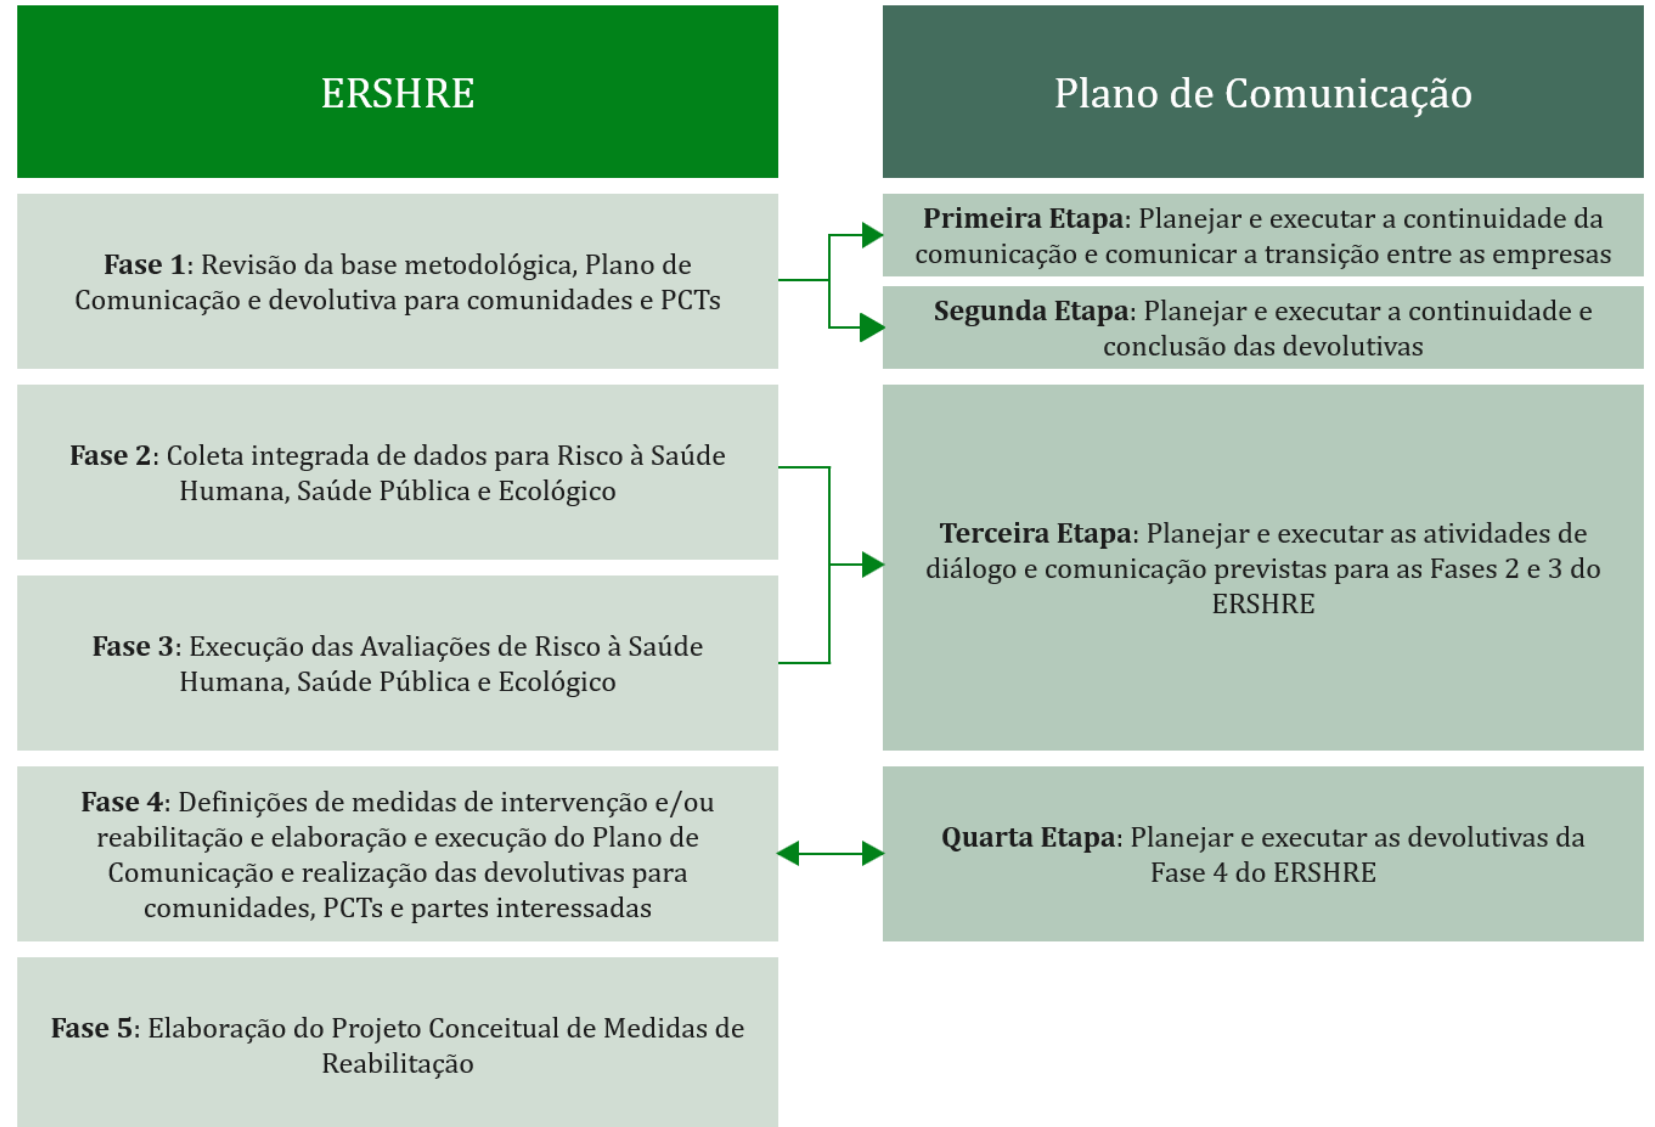 ERSHRE
Plano de Comunicação
Fase 1: Revisão da base metodológica, Plano de
Comunicação e devolutiva para comunidades e PCTs
Primeira Etapa: Planejar e executar a continuidade da
comunicação e comunicar a transição entre as empresas
Segunda Etapa: Planejar e executar a continuidade e
conclusão das devolutivas
Fase 2: Coleta integrada de dados para Risco à Saúde
Humana, Saúde Pública e Ecológico
Fase 3: Execução das Avaliações de Risco à Saúde
Humana, Saúde Pública e Ecológico
Terceira Etapa: Planejar e executar as atividades de
diálogo e comunicação previstas para as Fases 2 e 3 do
ERSHRE
Fase 4: Definições de medidas de intervenção e/ou
reabilitação e elaboração e execução do Plano de
Comunicação e realização das devolutivas para
comunidades, PCTs e partes interessadas
Quarta Etapa: Planejar e executar as devolutivas da
Fase 4 do ERSHRE
Fase 5: Elaboração do Projeto Conceitual de Medidas de
Reabilitação